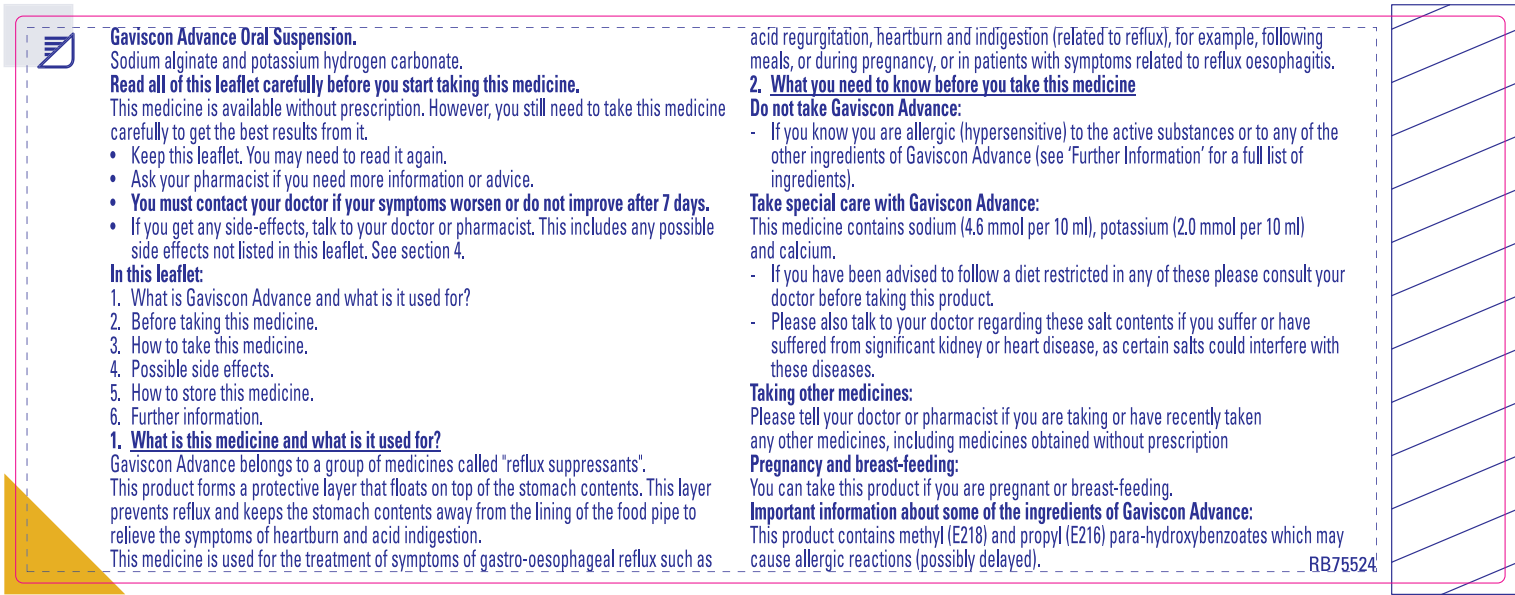 Gaviscon Advance Oral Suspension.
Sodium alginate and potassium hydrogen carbonate.
Read all of this leaflet carefully before you start taking this medicine.
This medicine is available without prescription. However, you still need to take this medicine
carefully to get the best results from it.
• Keep this leaflet. You may need to read it again.
• Ask your pharmacist if you need more information or advice.
• You must contact your doctor if your symptoms worsen or do not improve after 7 days.
• If you get any side-effects, talk to your doctor or pharmacist. This includes any possible
side effects not listed in this leaflet. See section 4.
In this leaflet:
1. What is Gaviscon Advance and what is it used for?
2. Before taking this medicine.
3. How to take this medicine.
4. Possible side effects.
5. How to store this medicine.
6. Further information.
1. What is this medicine and what is it used for?
Gaviscon Advance belongs to a group of medicines called "reflux suppressants".
This product forms a protective layer that floats on top of the stomach contents. This layer
prevents reflux and keeps the stomach contents away from the lining of the food pipe to
relieve the symptoms of heartburn and acid indigestion.
This medicine is used for the treatment of symptoms of gastro-oesophageal reflux such as
acid regurgitation, heartburn and indigestion (related to reflux), for example, following
meals, or during pregnancy, or in patients with symptoms related to reflux oesophagitis.
2. What you need to know before you take this medicine
Do not take Gaviscon Advance:
- If you know you are allergic (hypersensitive) to the active substances or to any of the
other ingredients of Gaviscon Advance (see ‘Further Information’ for a full list of
ingredients).
Take special care with Gaviscon Advance:
This medicine contains sodium (4.6 mmol per 10 ml), potassium (2.0 mmol per 10 ml)
and calcium.
- If you have been advised to follow a diet restricted in any of these please consult your
doctor before taking this product.
- Please also talk to your doctor regarding these salt contents if you suffer or have
suffered from significant kidney or heart disease, as certain salts could interfere with
these diseases.
Taking other medicines:
Please tell your doctor or pharmacist if you are taking or have recently taken
any other medicines, including medicines obtained without prescription
Pregnancy and breast-feeding:
You can take this product if you are pregnant or breast-feeding.
Important information about some of the ingredients of Gaviscon Advance:
This product contains methyl (E218) and propyl (E216) para-hydroxybenzoates which may
cause allergic reactions (possibly delayed).
RB75524